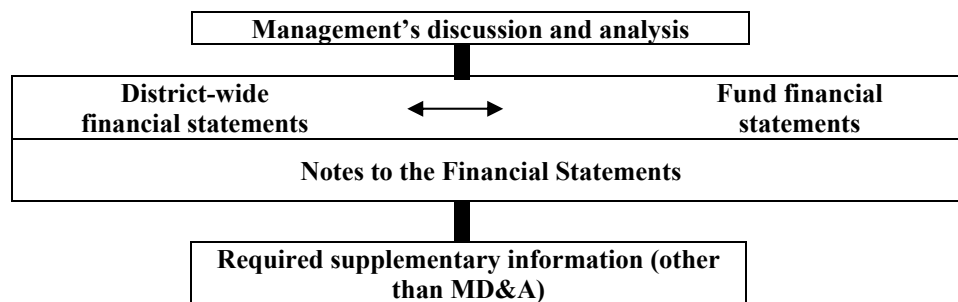 Management’s discussion and analysis
District-wide
financial statements
Fund financial
statements
Notes to the Financial Statements
Required supplementary information (other
than MD&A)